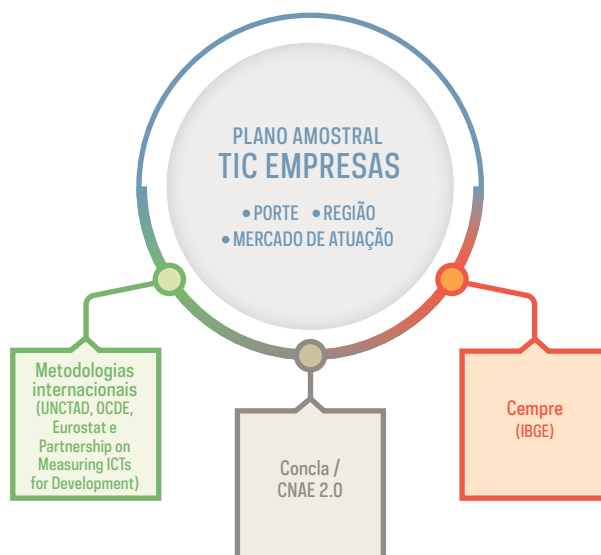 PLANO AMOSTRAL
TIC EMPRESAS
• PORTE • REGIÃO
• MERCADO DE ATUAÇÃO
Metodologias
internacionais
(UNCTAD, OCDE,
Eurostat e
Partnership on
Measuring ICTs
for Development)
Concla /
CNAE 2.0
Cempre
(IBGE)